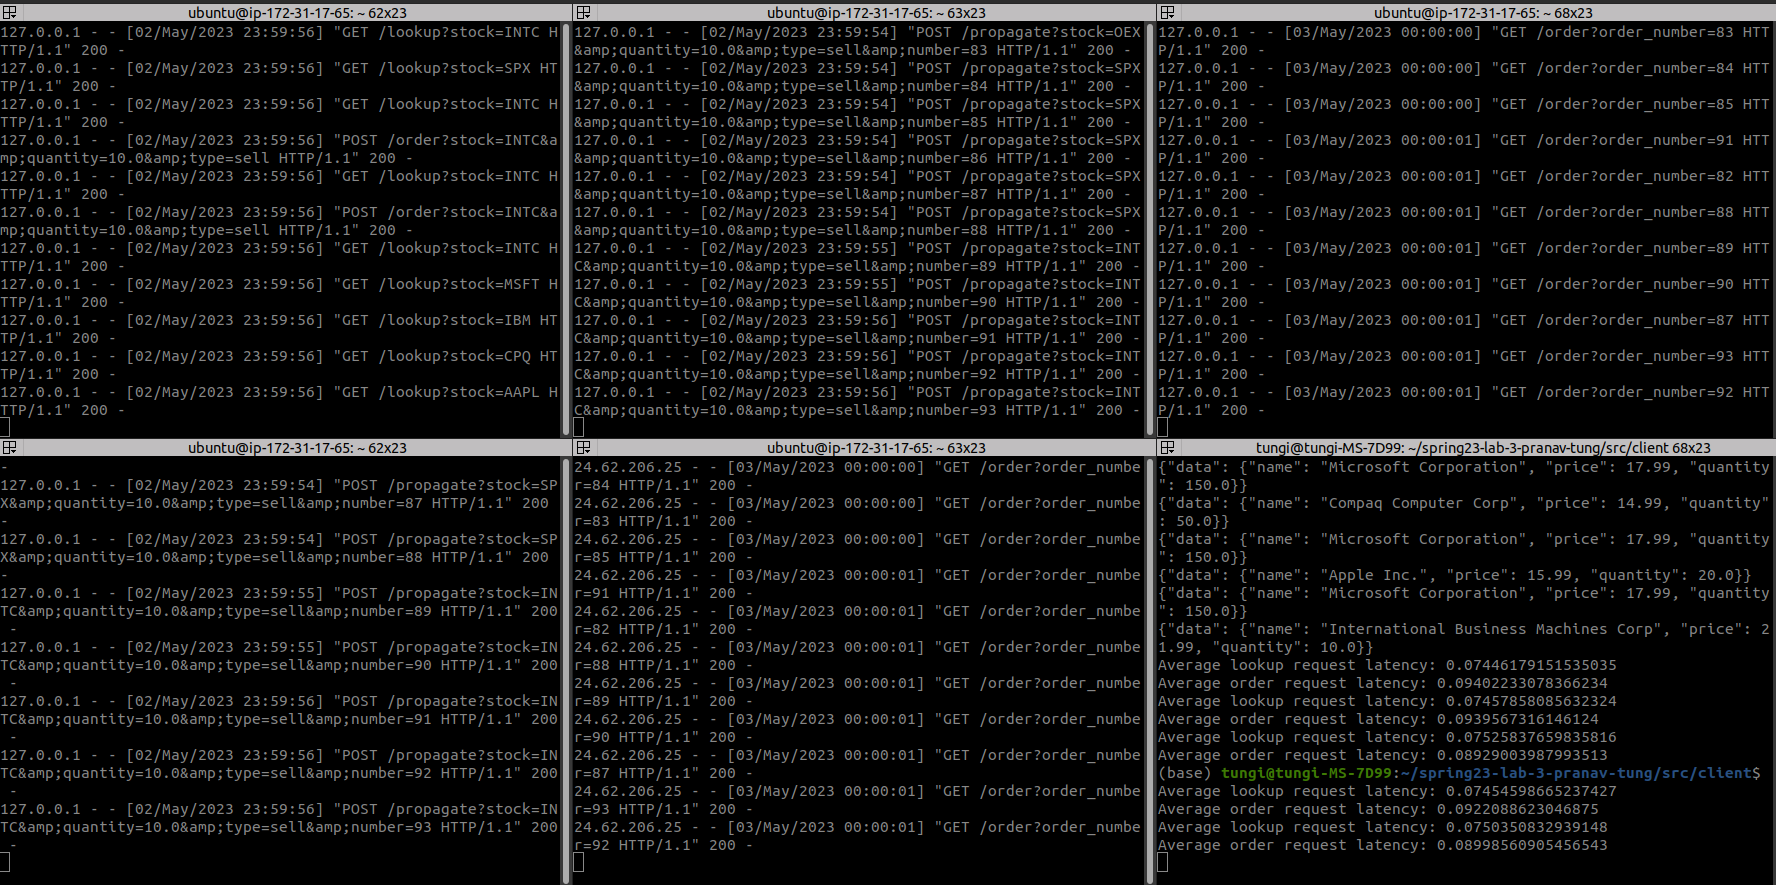 ubuntu@ip-172-31-17-65: ~ 62x23
127.0.0.1 - - [02/May/2023 23:59:56] "GET /lookup?stock=INTC H
TTP/1.1" 200 -
127.0.0.1 - - [02/May/2023 23:59:56] "GET /lookup?stock=SPX HT
TP/1.1" 200 -
127.0.0.1 - - [02/May/2023 23:59:56] "GET /lookup?stock=INTC H
TTP/1.1" 200 -
127.0.0.1 - - [02/May/2023 23:59:56] "POST /order?stock=INTC&a
mp;quantity=10.0&amp;type=sell HTTP/1.1" 200 -
127.0.0.1 - - [02/May/2023 23:59:56] "GET /lookup?stock=INTC H
TTP/1.1" 200 -
127.0.0.1 - - [02/May/2023 23:59:56] "POST /order?stock=INTC&a
mp;quantity=10.0&amp;type=sell HTTP/1.1" 200 -
127.0.0.1 - - [02/May/2023 23:59:56] "GET /lookup?stock=INTC H
TTP/1.1" 200 -
127.0.0.1 - - [02/May/2023 23:59:56] "GET /lookup?stock=MSFT H
TTP/1.1" 200 -
127.0.0.1 - - [02/May/2023 23:59:56] "GET /lookup?stock=IBM HT
TP/1.1" 200 -
127.0.0.1 - - [02/May/2023 23:59:56] "GET /lookup?stock=CPQ HT
TP/1.1" 200 -
127.0.0.1 - - [02/May/2023 23:59:56] "GET /lookup?stock=AAPL H
TTP/1.1" 200 -
ubuntu@ip-172-31-17-65: ~ 63x23
127.0.0.1 - - [02/May/2023 23:59:54] "POST /propagate?stock=OEX
&amp;quantity=10.0&amp;type=sell&amp;number=83 HTTP/1.1" 200 -
127.0.0.1 - - [02/May/2023 23:59:54] "POST /propagate?stock=SPX
&amp;quantity=10.0&amp;type=sell&amp;number=84 HTTP/1.1" 200 -
127.0.0.1 - - [02/May/2023 23:59:54] "POST /propagate?stock=SPX
&amp;quantity=10.0&amp;type=sell&amp;number=85 HTTP/1.1" 200 -
127.0.0.1 - - [02/May/2023 23:59:54] "POST /propagate?stock=SPX
&amp;quantity=10.0&amp;type=sell&amp;number=86 HTTP/1.1" 200 -
127.0.0.1 - - [02/May/2023 23:59:54] "POST /propagate?stock=SPX
&amp;quantity=10.0&amp;type=sell&amp;number=87 HTTP/1.1" 200 -
127.0.0.1 - - [02/May/2023 23:59:54] "POST /propagate?stock=SPX
&amp;quantity=10.0&amp;type=sell&amp;number=88 HTTP/1.1" 200 -
127.0.0.1 - - [02/May/2023 23:59:55] "POST /propagate?stock=INT
C&amp;quantity=10.0&amp;type=sell&amp;number=89 HTTP/1.1" 200 -
127.0.0.1 - - [02/May/2023 23:59:55] "POST /propagate?stock=INT
C&amp;quantity=10.0&amp;type=sell&amp;number=90 HTTP/1.1" 200 -
127.0.0.1 - - [02/May/2023 23:59:56] "POST /propagate?stock=INT
C&amp;quantity=10.0&amp;type=sell&amp;number=91 HTTP/1.1" 200 -
127.0.0.1 - - [02/May/2023 23:59:56] "POST /propagate?stock=INT
C&amp;quantity=10.0&amp;type=sell&amp;number=92 HTTP/1.1" 200 -
127.0.0.1 - - [02/May/2023 23:59:56] "POST /propagate?stock=INT
C&amp;quantity=10.0&amp;type=sell&amp;number=93 HTTP/1.1" 200 -
ubuntu@ip-172-31-17-65: ~ 68x23
127.0.0.1 - - [03/May/2023 00:00:00] "GET /order?order_number=83 HTT
P/1.1" 200 -
127.0.0.1 - - [03/May/2023 00:00:00] "GET /order?order_number=84 HTT
P/1.1" 200 -
127.0.0.1 - - [03/May/2023 00:00:00] "GET /order?order_number=85 HTT
P/1.1" 200 -
127.0.0.1 - - [03/May/2023 00:00:01] "GET /order?order_number=91 HTT
P/1.1" 200 -
127.0.0.1 - - [03/May/2023 00:00:01] "GET /order?order_number=82 HTT
P/1.1" 200 -
127.0.0.1 - - [03/May/2023 00:00:01] "GET /order?order_number=88 HTT
P/1.1" 200 -
127.0.0.1 - - [03/May/2023 00:00:01] "GET /order?order_number=89 HTT
P/1.1" 200 -
127.0.0.1 - - [03/May/2023 00:00:01] "GET /order?order_number=90 HTT
P/1.1" 200 -
127.0.0.1 - - [03/May/2023 00:00:01] "GET /order?order_number=87 HTT
P/1.1" 200 -
127.0.0.1 - - [03/May/2023 00:00:01] "GET /order?order_number=93 HTT
P/1.1" 200 -
127.0.0.1 - - [03/May/2023 00:00:01] "GET /order?order_number=92 HTT
P/1.1" 200 -
ubuntu@ip-172-31-17-65: ~ 62x23
-
127.0.0.1 - - [02/May/2023 23:59:54] "POST /propagate?stock=SP
X&amp;quantity=10.0&amp;type=sell&amp;number=87 HTTP/1.1" 200
-
127.0.0.1 - - [02/May/2023 23:59:54] "POST /propagate?stock=SP
X&amp;quantity=10.0&amp;type=sell&amp;number=88 HTTP/1.1" 200
-
127.0.0.1 - - [02/May/2023 23:59:55] "POST /propagate?stock=IN
TC&amp;quantity=10.0&amp;type=sell&amp;number=89 HTTP/1.1" 200
-
127.0.0.1 - - [02/May/2023 23:59:55] "POST /propagate?stock=IN
TC&amp;quantity=10.0&amp;type=sell&amp;number=90 HTTP/1.1" 200
-
127.0.0.1 - - [02/May/2023 23:59:56] "POST /propagate?stock=IN
TC&amp;quantity=10.0&amp;type=sell&amp;number=91 HTTP/1.1" 200
-
127.0.0.1 - - [02/May/2023 23:59:56] "POST /propagate?stock=IN
TC&amp;quantity=10.0&amp;type=sell&amp;number=92 HTTP/1.1" 200
-
127.0.0.1 - - [02/May/2023 23:59:56] "POST /propagate?stock=IN
TC&amp;quantity=10.0&amp;type=sell&amp;number=93 HTTP/1.1" 200
-
ubuntu@ip-172-31-17-65: ~ 63x23
24.62.206.25 - - [03/May/2023 00:00:00] "GET /order?order_numbe
r=84 HTTP/1.1" 200 -
24.62.206.25 - - [03/May/2023 00:00:00] "GET /order?order_numbe
r=83 HTTP/1.1" 200 -
24.62.206.25 - - [03/May/2023 00:00:00] "GET /order?order_numbe
r=85 HTTP/1.1" 200 -
24.62.206.25 - - [03/May/2023 00:00:01] "GET /order?order_numbe
r=91 HTTP/1.1" 200 -
24.62.206.25 - - [03/May/2023 00:00:01] "GET /order?order_numbe
r=82 HTTP/1.1" 200 -
24.62.206.25 - - [03/May/2023 00:00:01] "GET /order?order_numbe
r=88 HTTP/1.1" 200 -
24.62.206.25 - - [03/May/2023 00:00:01] "GET /order?order_numbe
r=89 HTTP/1.1" 200 -
24.62.206.25 - - [03/May/2023 00:00:01] "GET /order?order_numbe
r=90 HTTP/1.1" 200 -
24.62.206.25 - - [03/May/2023 00:00:01] "GET /order?order_numbe
r=87 HTTP/1.1" 200 -
24.62.206.25 - - [03/May/2023 00:00:01] "GET /order?order_numbe
r=93 HTTP/1.1" 200 -
24.62.206.25 - - [03/May/2023 00:00:01] "GET /order?order_numbe
r=92 HTTP/1.1" 200 -
tungi@tungi-MS-7D99: ~/spring23-lab-3-pranav-tung/src/client 68x23
{"data": {"name": "Microsoft Corporation", "price": 17.99, "quantity
": 150.0}}
{"data": {"name": "Compaq Computer Corp", "price": 14.99, "quantity"
: 50.0}}
{"data": {"name": "Microsoft Corporation", "price": 17.99, "quantity
": 150.0}}
{"data": {"name": "Apple Inc.", "price": 15.99, "quantity": 20.0}}
{"data": {"name": "Microsoft Corporation", "price": 17.99, "quantity
": 150.0}}
{"data": {"name": "International Business Machines Corp", "price": 2
1.99, "quantity": 10.0}}
Average lookup request latency: 0.07446179151535035
Average order request latency: 0.09402233078366234
Average lookup request latency: 0.07457858085632324
Average order request latency: 0.0939567316146124
Average lookup request latency: 0.07525837659835816
Average order request latency: 0.08929003987993513
(base) tungi@tungi-MS-7D99:~/spring23-lab-3-pranav-tung/src/client$
Average lookup request latency: 0.07454598665237427
Average order request latency: 0.0922088623046875
Average lookup request latency: 0.0750350832939148
Average order request latency: 0.08998560905456543